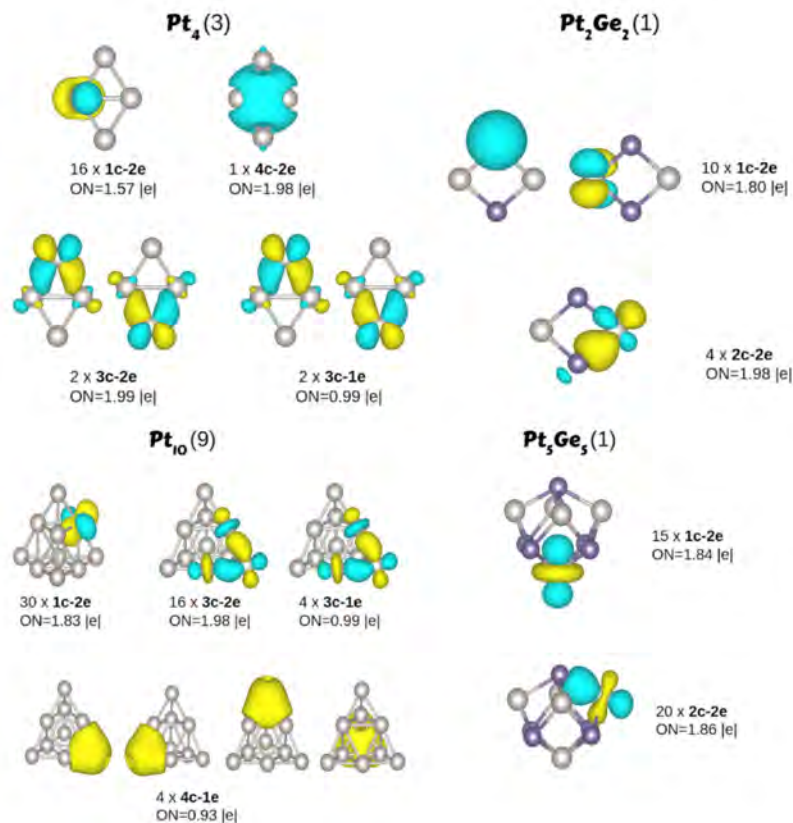 Pt4 (3)
16 x 1c-2e
ON=1.57 |e|
1 x 4c-2e
ON=1.98 |e|
2 x 3c-2e
ON=1.99 |e|
2 x 3c-1e
ON=0.99 |e|
Pt2Ge2 (1)
10 x 1c-2e
ON=1.80 |e|
4 x 2c-2e
ON=1.98 |e|
Pt10 (9)
30 x 1c-2e
ON=1.83 |e|
16 x 3c-2e
ON=1.98 |e|
4 x 3c-1e
ON=0.99 |e|
4 x 4c-1e
ON=0.93 |e|
Pt5Ge5 (1)
15 x 1c-2e
ON=1.84 |e|
20 x 2c-2e
ON=1.86 |e|